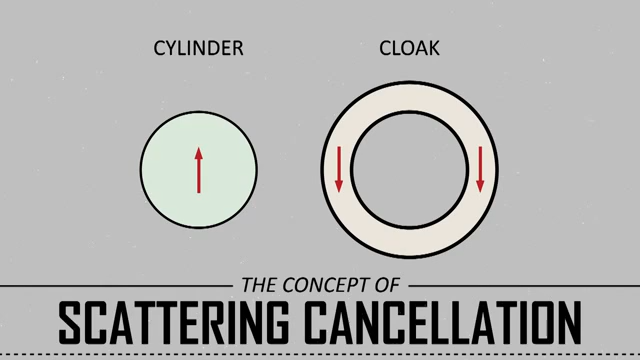 CYLINDER
CLOAK
THE CONCEPT OF
SCATTERING CANCELLATION